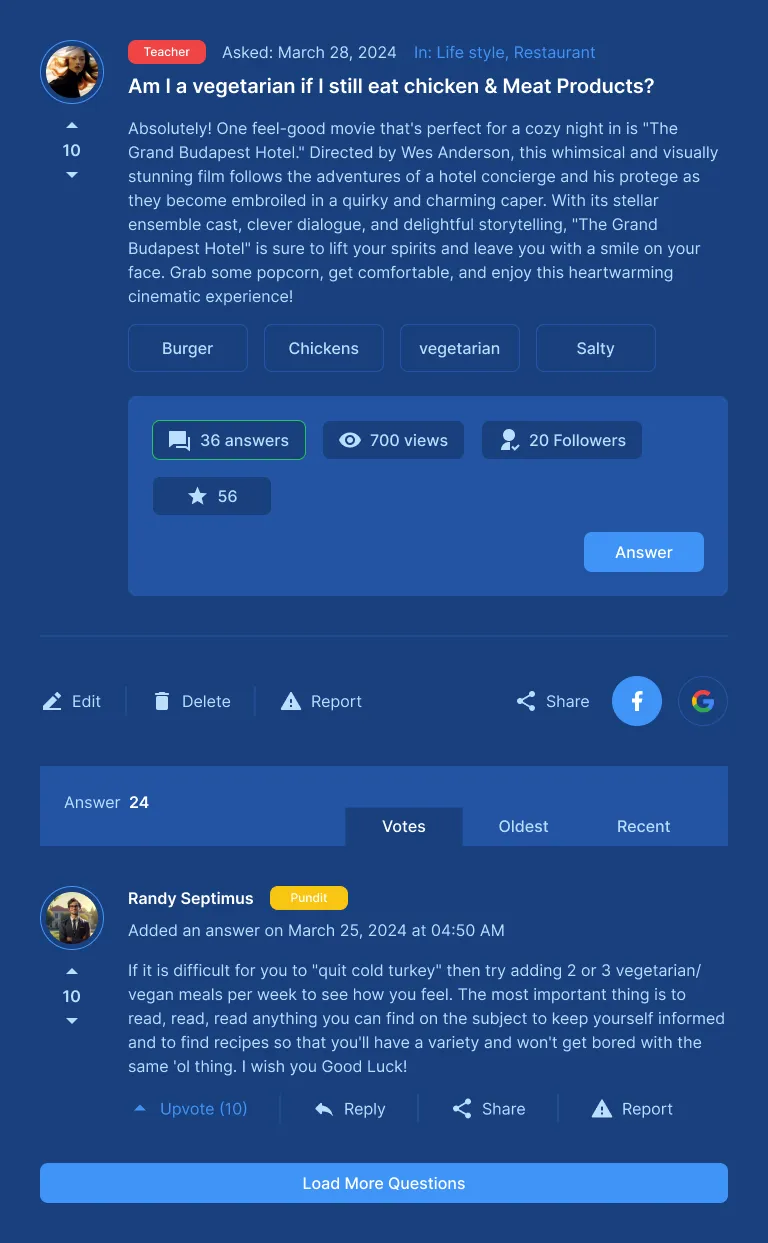 Teacher Asked: March 28, 2024 In: Life style, Restaurant
Am I a vegetarian if I still eat chicken & Meat Products?
10
Absolutely! One feel-good movie that's perfect for a cozy night in is "The
Grand Budapest Hotel." Directed by Wes Anderson, this whimsical and visually
stunning film follows the adventures of a hotel concierge and his protege as
they become embroiled in a quirky and charming caper. With its stellar
ensemble cast, clever dialogue, and delightful storytelling, "The Grand
Budapest Hotel" is sure to lift your spirits and leave you with a smile on your
face. Grab some popcorn, get comfortable, and enjoy this heartwarming
cinematic experience!
Burger Chickens vegetarian Salty
36 answers 700 views 20 Followers
56
Answer
Edit Delete Report Share
Answer 24
Votes Oldest Recent
Randy Septimus Pundit
Added an answer on March 25, 2024 at 04:50 AM
10
If it is difficult for you to "quit cold turkey" then try adding 2 or 3 vegetarian/
vegan meals per week to see how you feel. The most important thing is to
read, read, read anything you can find on the subject to keep yourself informed
and to find recipes so that you'll have a variety and won't get bored with the
same 'ol thing. I wish you Good Luck!
Upvote (10) Reply Share Report
Load More Questions